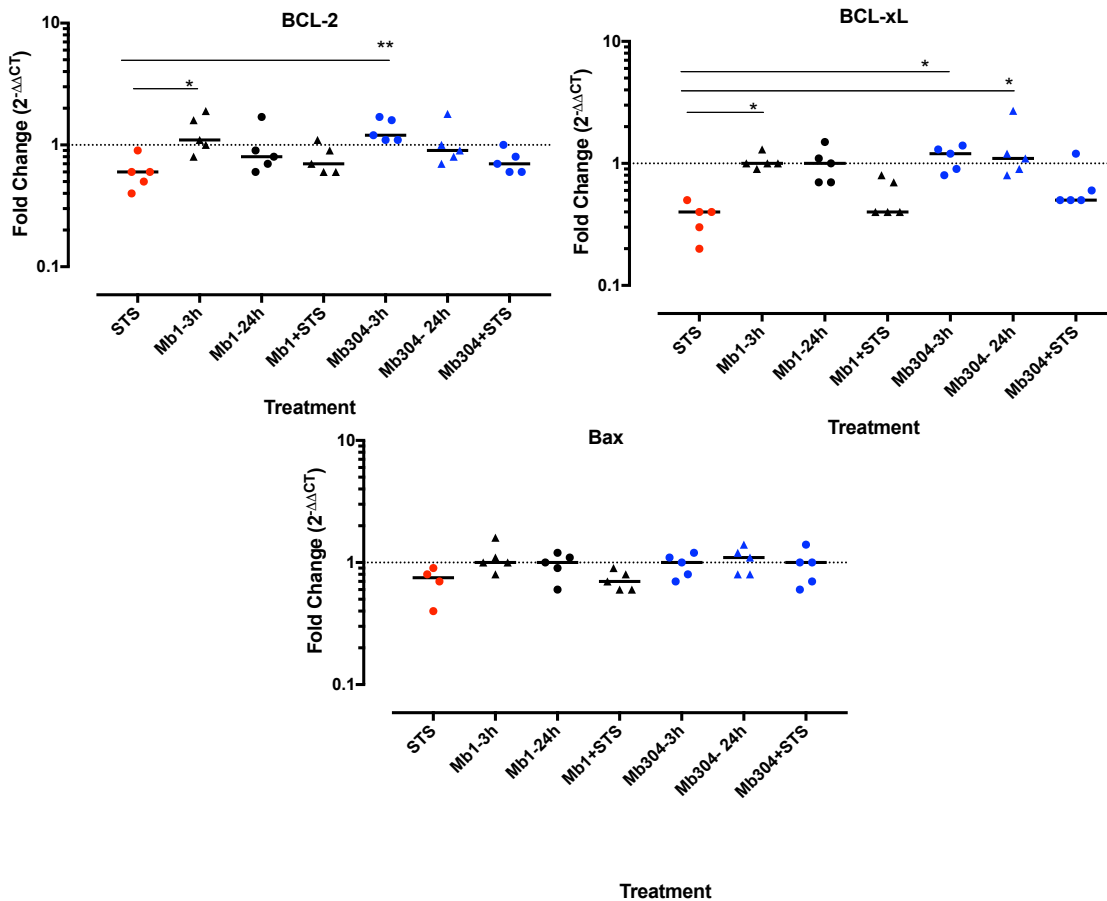 BCL-2
Fold Change (2-ΔΔCT)
10
1
0.1
*
**
STS
Mb1-3h
Mb1-24h
Mb1+STS
Mb304-3h
Mb304- 24h
Mb304+STS
Treatment
BCL-xL
Fold Change (2-ΔΔCT)
10
1
0.1
*
*
*
STS
Mb1-3h
Mb1-24h
Mb1+STS
Mb304-3h
Mb304- 24h
Mb304+STS
Treatment
Bax
Fold Change (2-ΔΔCT)
10
1
0.1
STS
Mb1-3h
Mb1-24h
Mb1+STS
Mb304-3h
Mb304- 24h
Mb304+STS
Treatment